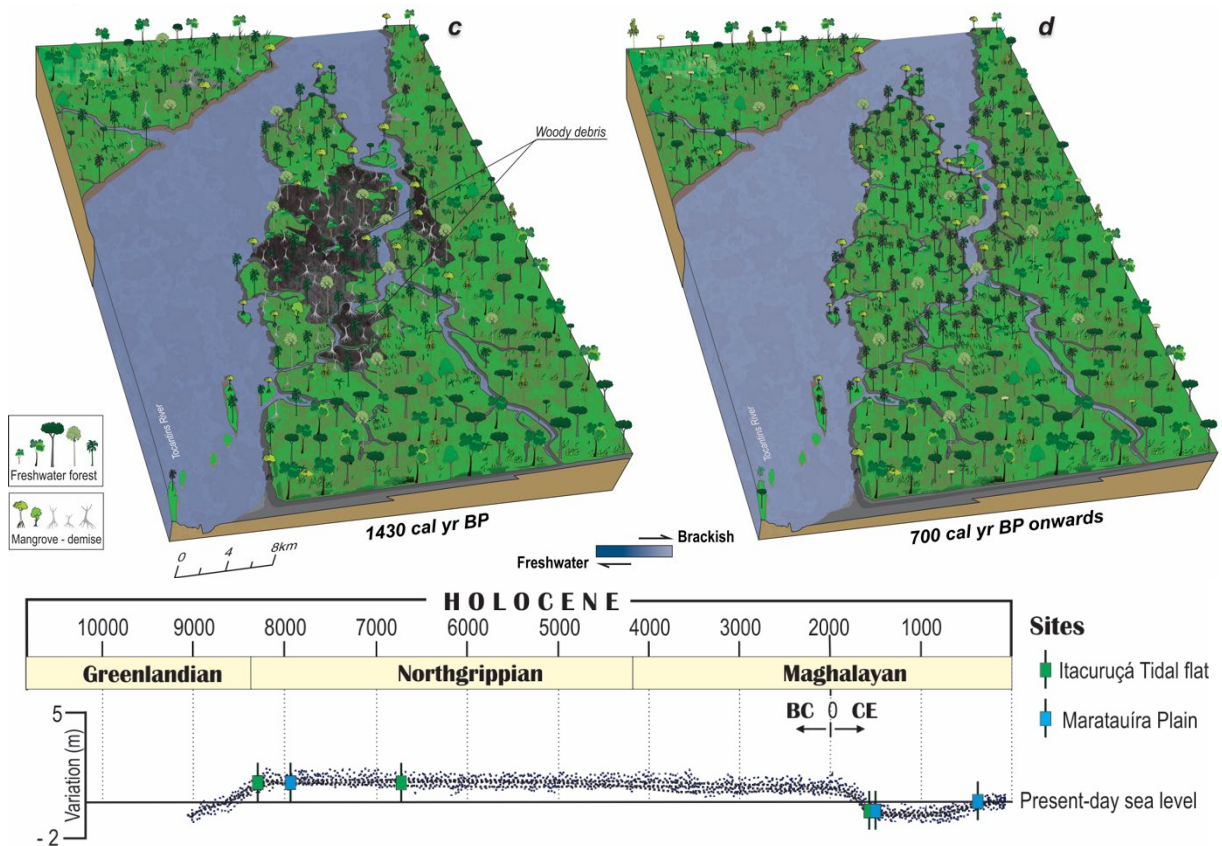 c
d
Woody debris
Tocantins River
Tocantins River
Freshwater forest
Mangrove - demise
1430 cal yr BP
700 cal yr BP onwards
0 4 8km
Brackish
Freshwater
HOLOCENE
10000 9000 8000 7000 6000 5000 4000 3000 2000 1000
Greenlandian Northgrippian Maghalayan
Sites
Itacuruçá Tidal flat
Maratauíra Plain
BC 0 CE
5
Variation (m)
- 2
Present-day sea level